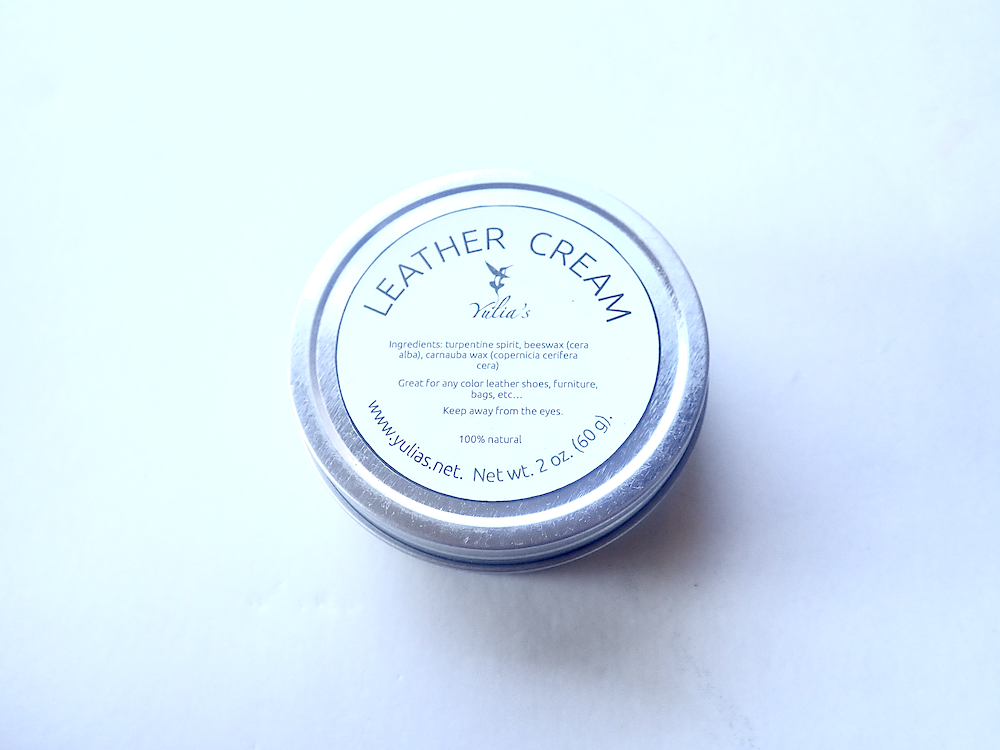 LEATHER CREAM
Yulia's
Ingredients: turpentine spirit, beeswax (cera
alba), carnauba wax (copernicia cerifera
cera)
Great for any color leather shoes, furniture,
bags, etc...
Keep away from the eyes.
100% natural
www.yulias.net. Net wt. 2 oz. (60 g).